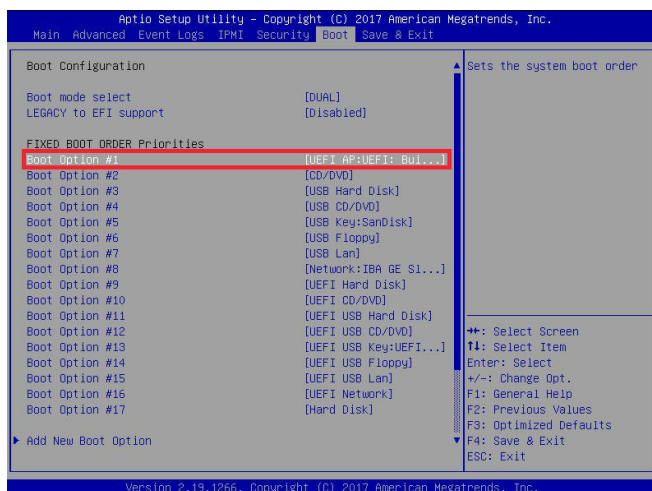 Aptio Setup Utility – Copyright (C) 2017 American Megatrends, Inc.
Main Advanced Event Logs IPMI Security Boot Save & Exit
Boot Configuration
Sets the system boot order
Boot mode select [DUAL]
LEGACY to EFI support [Disabled]
FIXED BOOT ORDER Priorities
Boot Option #1 [UEFI AP:UEFI: Bui...]
Boot Option #2 [CD/DVD]
Boot Option #3 [USB Hard Disk]
Boot Option #4 [USB CD/DVD]
Boot Option #5 [USB Key:SanDisk]
Boot Option #6 [USB Floppy]
Boot Option #7 [USB Lan]
Boot Option #8 [Network:IBA GE Sl...]
Boot Option #9 [UEFI Hard Disk]
Boot Option #10 [UEFI CD/DVD]
Boot Option #11 [UEFI USB Hard Disk]
Boot Option #12 [UEFI USB CD/DVD]
Boot Option #13 [UEFI USB Key:UEFI...]
Boot Option #14 [UEFI USB Floppy]
Boot Option #15 [UEFI USB Lan]
Boot Option #16 [UEFI Network]
Boot Option #17 [Hard Disk]
Add New Boot Option
→←: Select Screen
↑↓: Select Item
Enter: Select
+/-: Change Opt.
F1: General Help
F2: Previous Values
F3: Optimized Defaults
F4: Save & Exit
ESC: Exit
Version 2.19.1266. Copyright (C) 2017 American Megatrends, Inc.